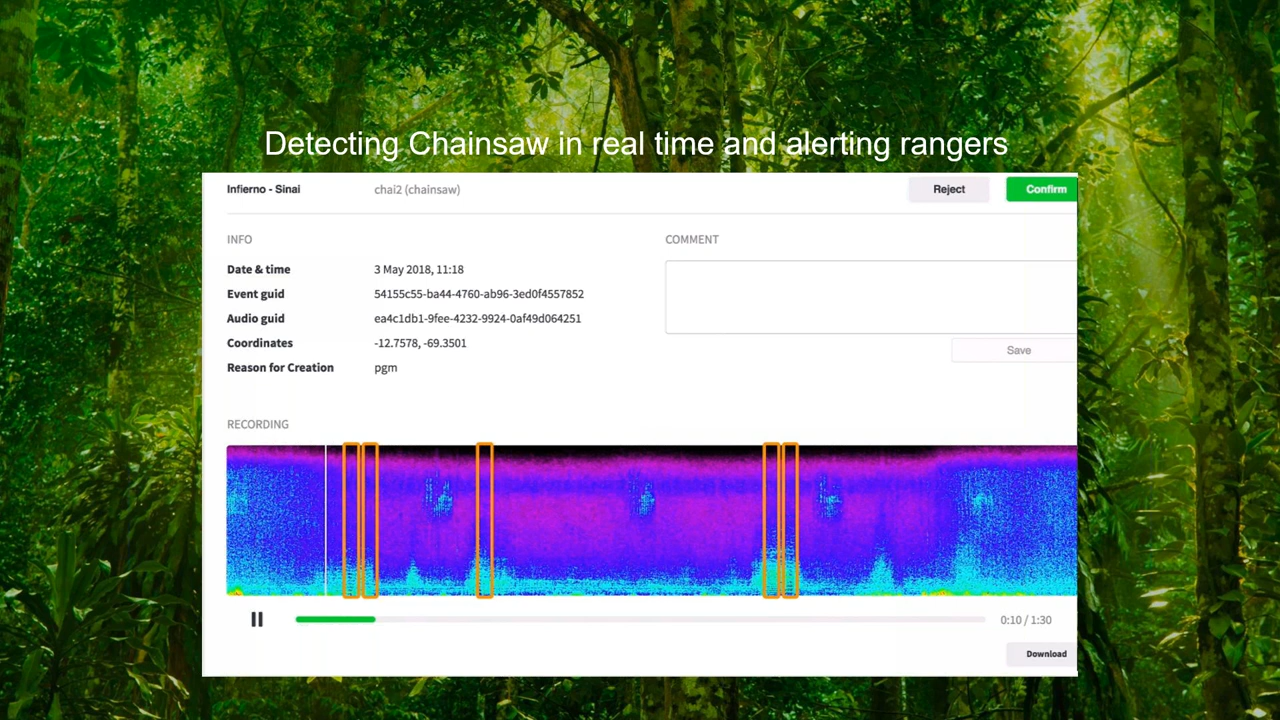 Detecting Chainsaw in real time and alerting rangers
Infierno - Sinai chai2 (chainsaw) Reject Confirm
INFO COMMENT
Date & time 3 May 2018, 11:18
Event guid 54155c55-ba44-4760-ab96-3ed0f4557852
Audio guid ea4c1db1-9fee-4232-9924-0af49d064251
Coordinates -12.7578, -69.3501
Save
Reason for Creation pgm
RECORDING
0:10 / 1:30
Download